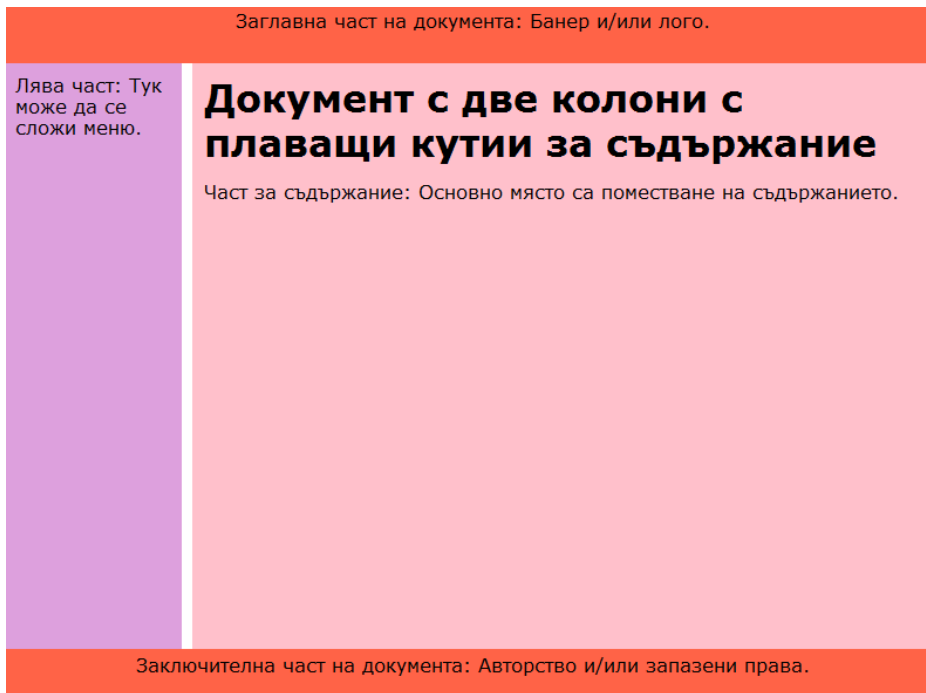 Заглавна част на документа: Банер и/или лого.
Лява част: Тук
може да се
сложи меню.
Документ с две колони с
плаващи кутии за съдържание
Част за съдържание: Основно място са поместване на съдържанието.
Заключителна част на документа: Авторство и/или запазени права.